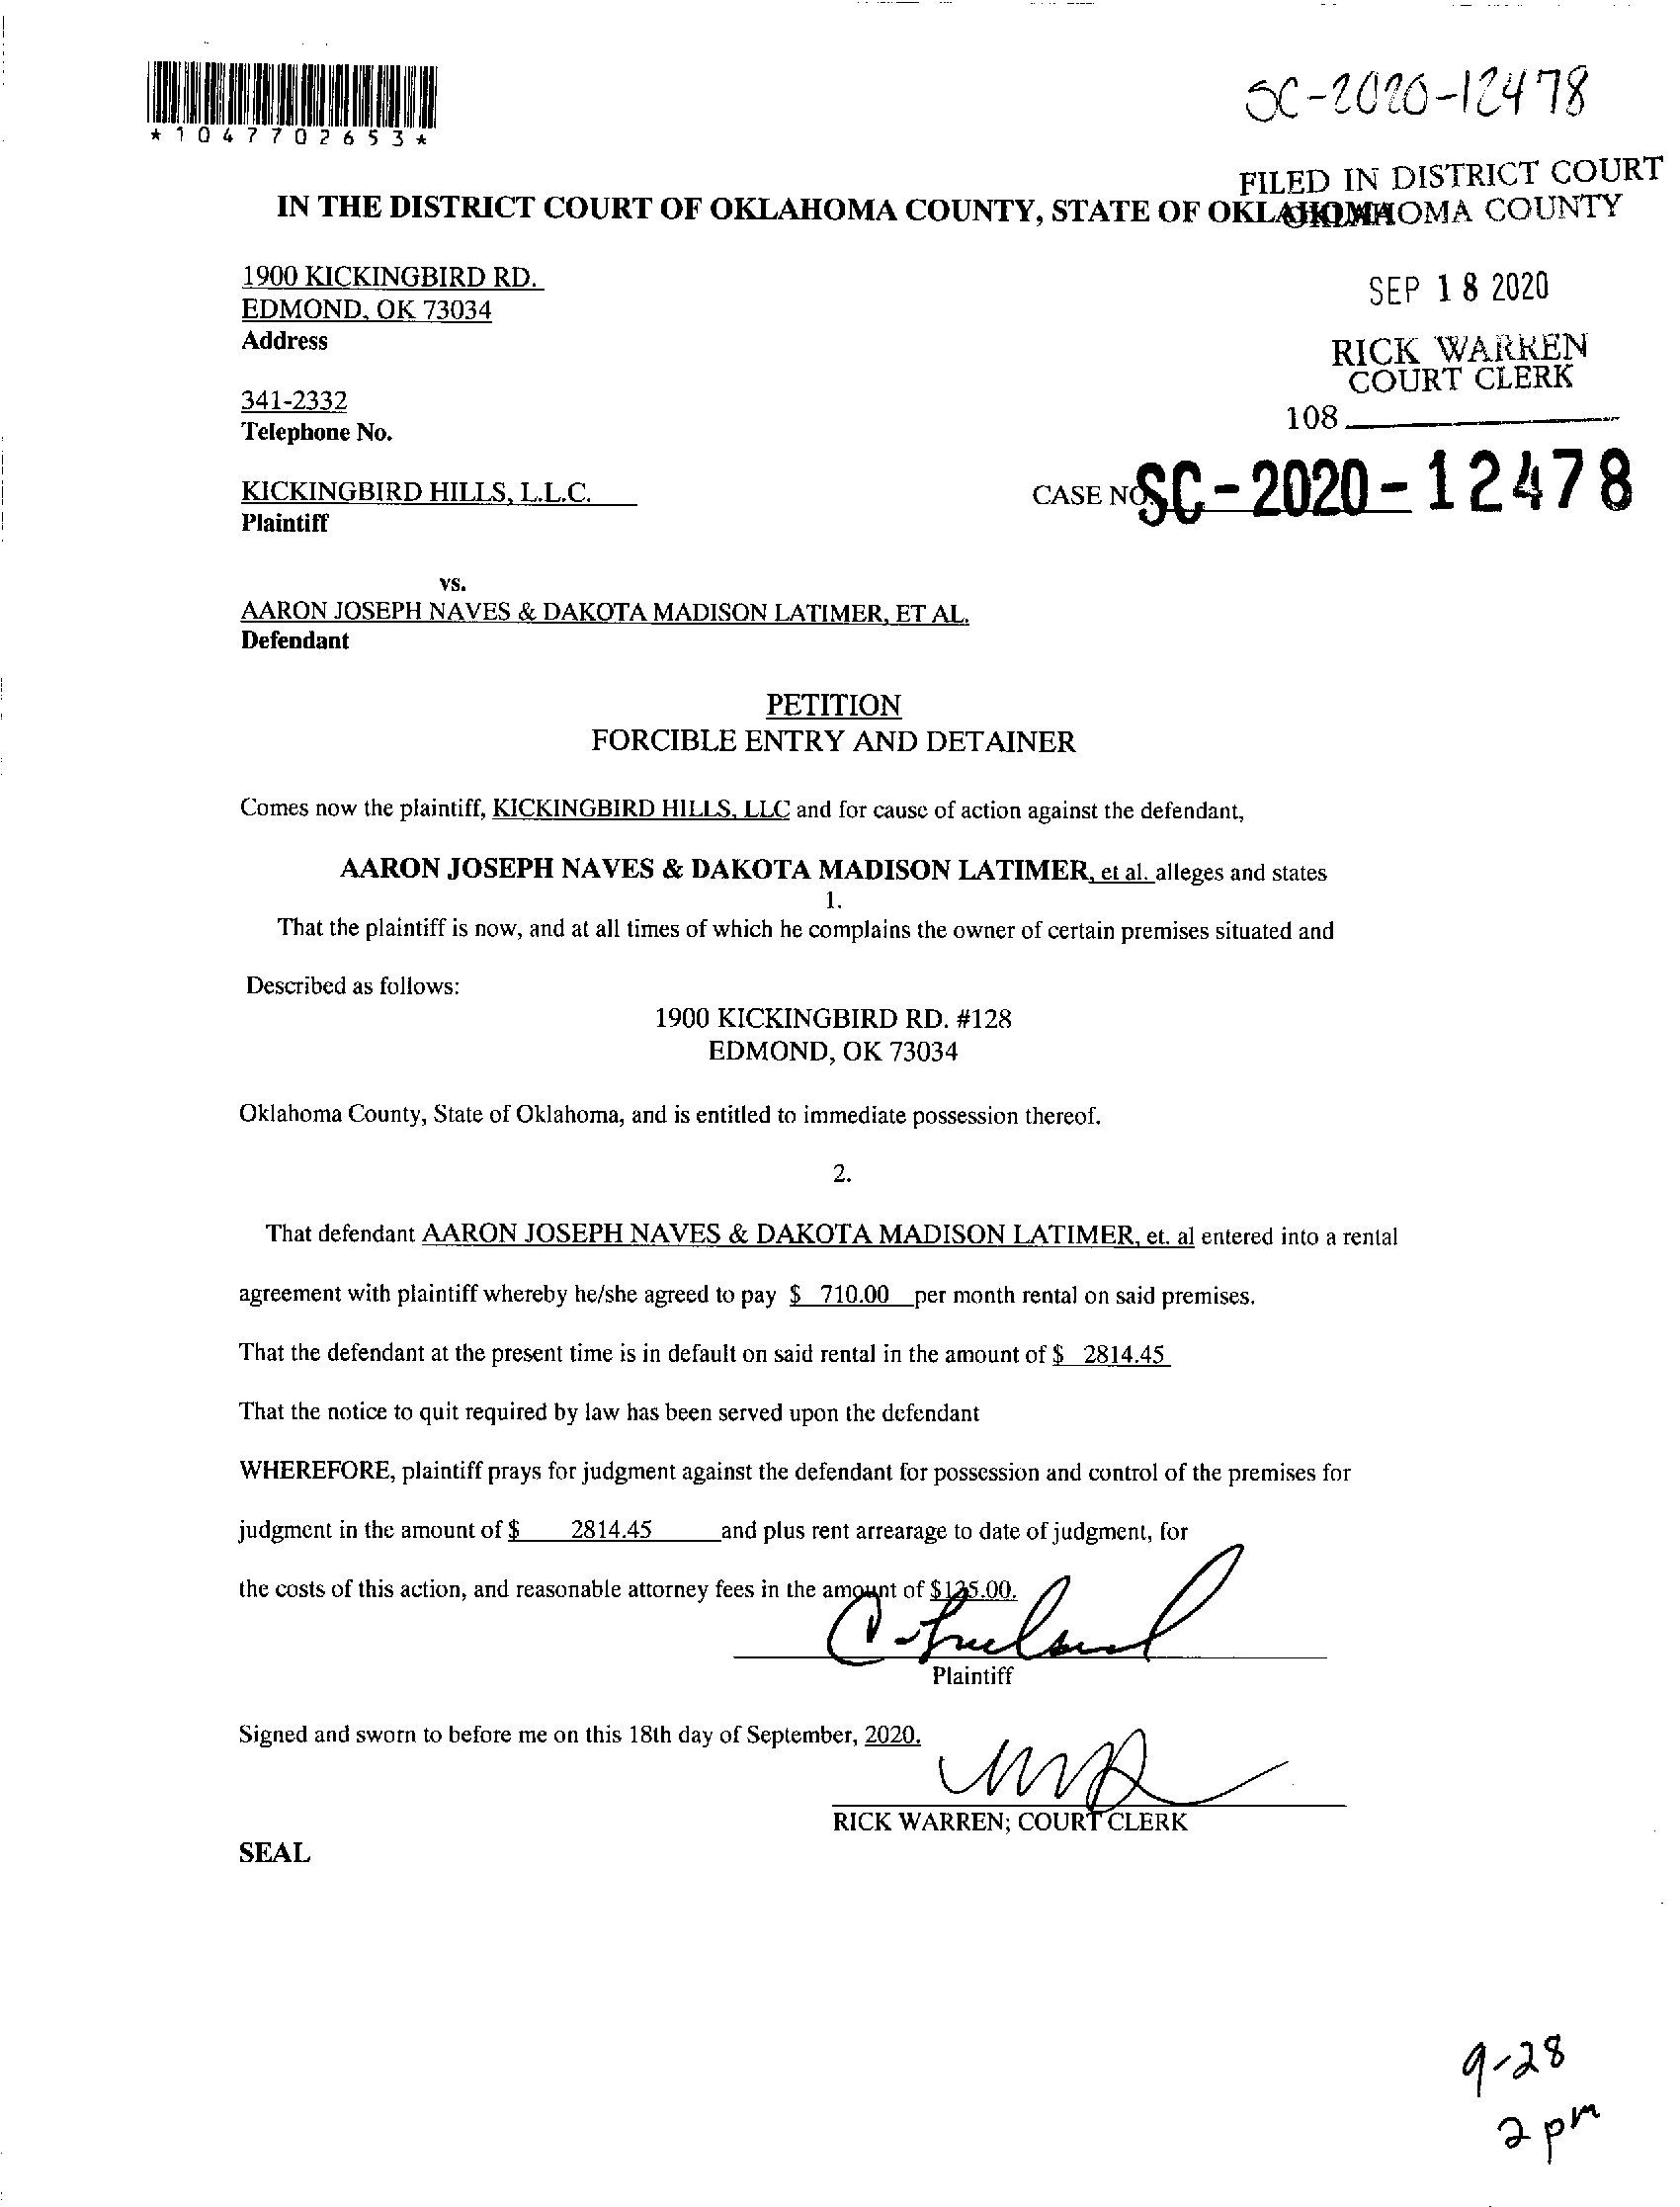 *1047702653*
SC-2020-12478
FILED IN DISTRICT COURT
OKLAHOMA COUNTY
IN THE DISTRICT COURT OF OKLAHOMA COUNTY, STATE OF OKLAHOMA
1900 KICKINGBIRD RD.
EDMOND, OK 73034
Address
SEP 18 2020
RICK WARREN
COURT CLERK
341-2332
Telephone No.
108
KICKINGBIRD HILLS, L.L.C.
Plaintiff
CASE NO. SC-2020-12478
vs.
AARON JOSEPH NAVES & DAKOTA MADISON LATIMER, ET AL.
Defendant
PETITION
FORCIBLE ENTRY AND DETAINER
Comes now the plaintiff, KICKINGBIRD HILLS, LLC and for cause of action against the defendant,
AARON JOSEPH NAVES & DAKOTA MADISON LATIMER, et al. alleges and states
1.
That the plaintiff is now, and at all times of which he complains the owner of certain premises situated and
Described as follows:
1900 KICKINGBIRD RD. #128
EDMOND, OK 73034
Oklahoma County, State of Oklahoma, and is entitled to immediate possession thereof.
2.
That defendant AARON JOSEPH NAVES & DAKOTA MADISON LATIMER, et. al entered into a rental
agreement with plaintiff whereby he/she agreed to pay $ 710.00 per month rental on said premises.
That the defendant at the present time is in default on said rental in the amount of $ 2814.45
That the notice to quit required by law has been served upon the defendant
WHEREFORE, plaintiff prays for judgment against the defendant for possession and control of the premises for
judgment in the amount of $ 2814.45 and plus rent arrearage to date of judgment, for
the costs of this action, and reasonable attorney fees in the amount of
Plaintiff
Signed and sworn to before me on this 18th day of September, 2020.
RICK WARREN; COURT CLERK
SEAL
9-28
2 pm